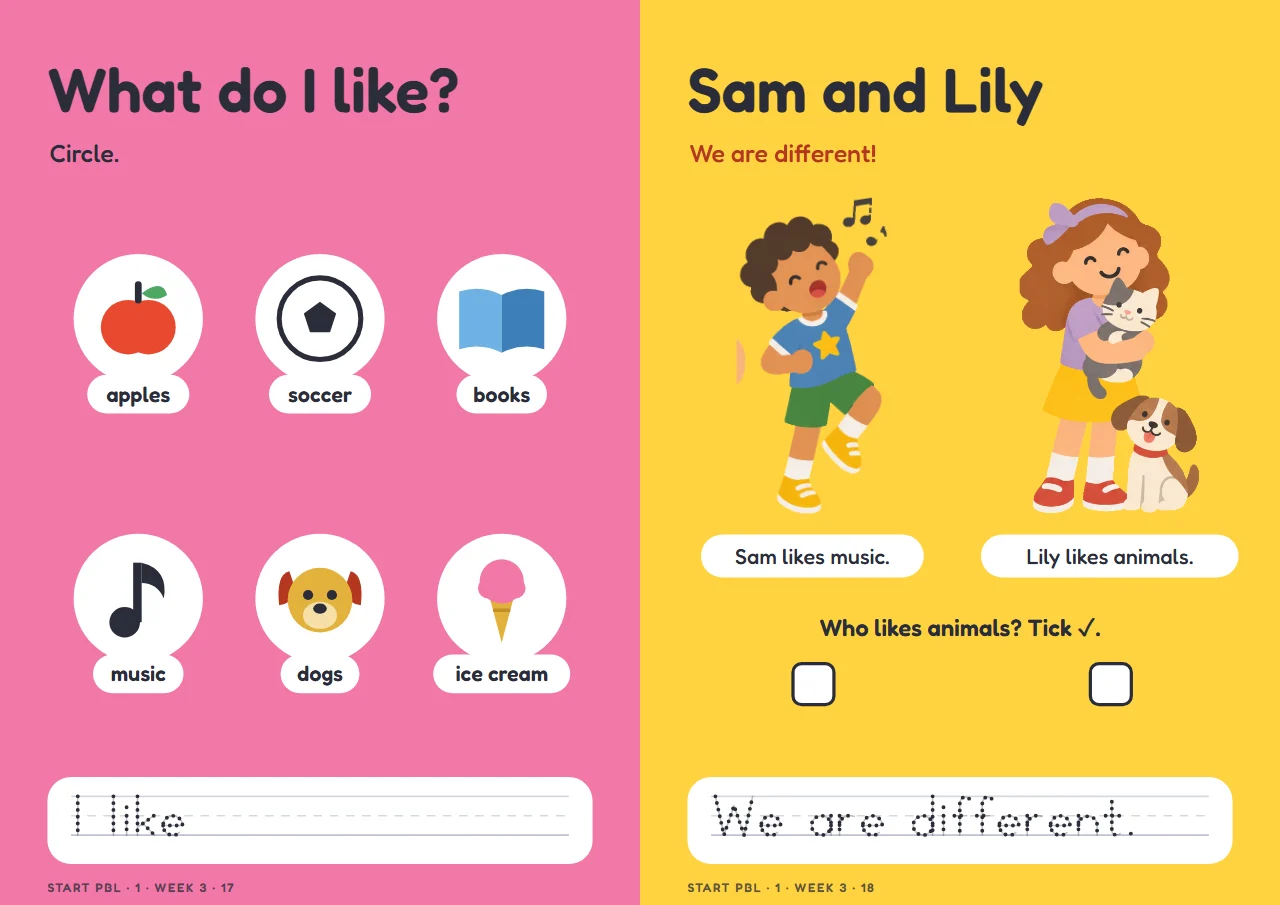 What do I like?
Circle.
apples
soccer
books
music
dogs
ice cream
I like
START PBL · 1 · WEEK 3 · 17
Sam and Lily
We are different!
Sam likes music.
Lily likes animals.
Who likes animals? Tick ✓.
We are different.
START PBL · 1 · WEEK 3 · 18